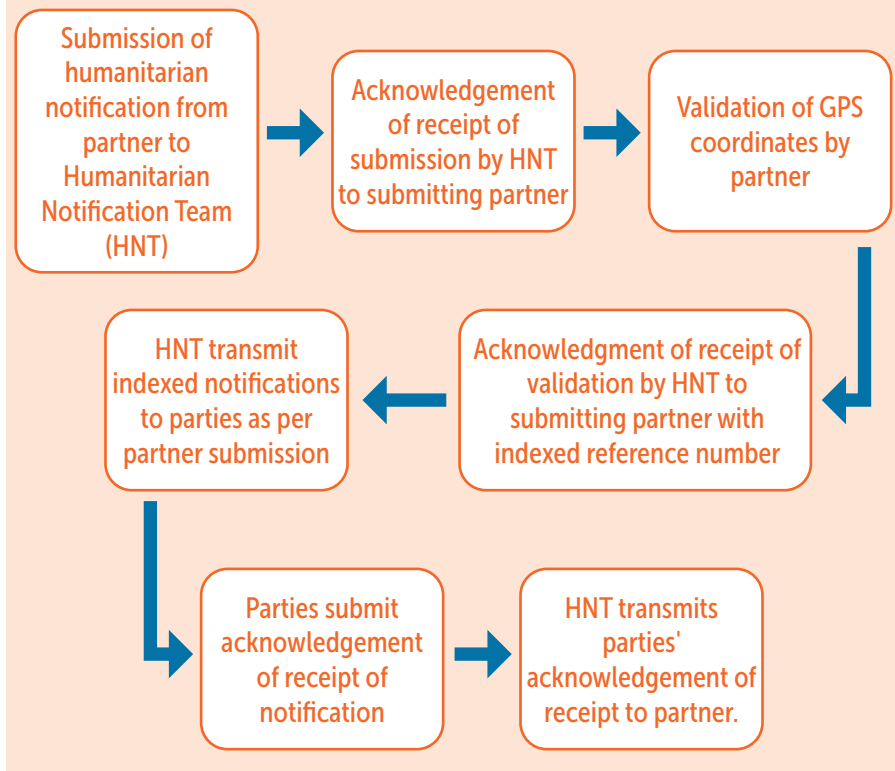 Submission of
humanitarian
notification from
partner to
Humanitarian
Notification Team
(HNT)
Acknowledgement
of receipt of
submission by HNT
to submitting partner
Validation of GPS
coordinates by
partner
Acknowledgment of receipt of
validation by HNT to
submitting partner with
indexed reference number
HNT transmit
indexed notifications
to parties as per
partner submission
Parties submit
acknowledgement
of receipt of
notification
HNT transmits
parties'
acknowledgement of
receipt to partner.